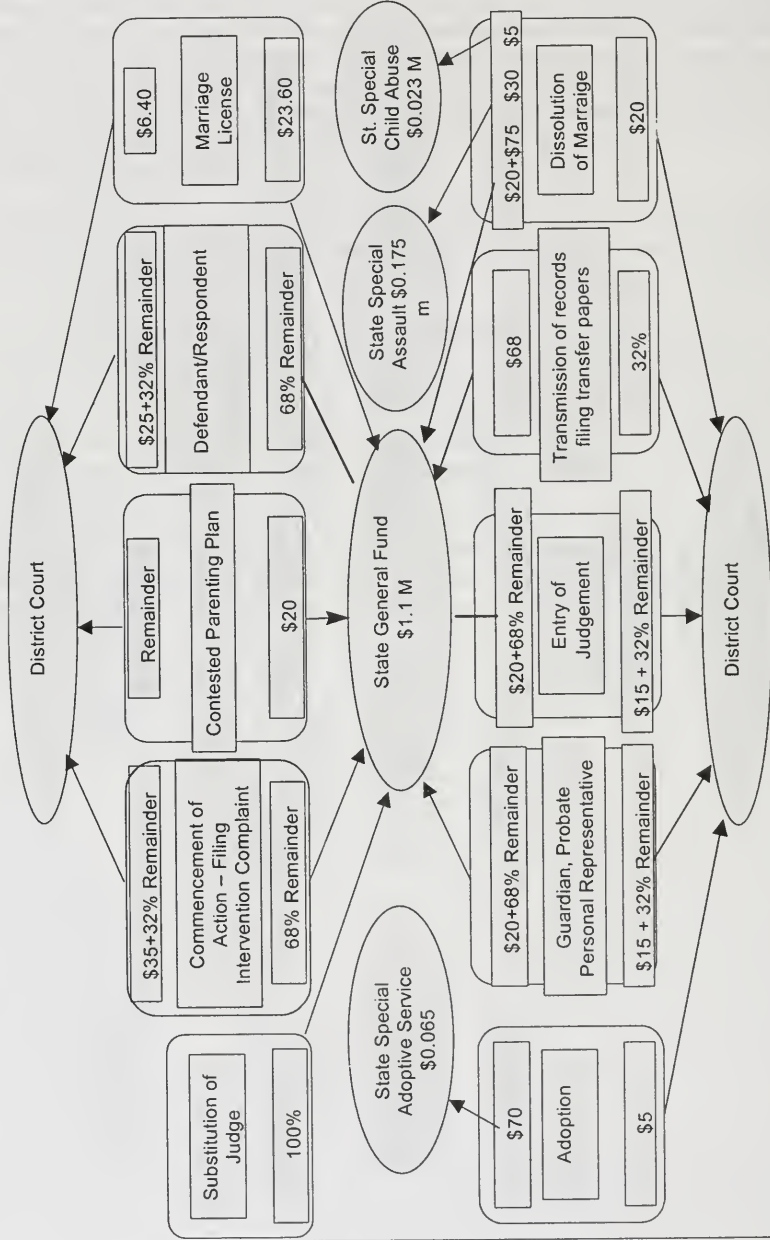 District Court
$35+32% Remainder
Commencement of
Action – Filing
Intervention Complaint
68% Remainder
Remainder
Contested Parenting Plan
$20
$25+32% Remainder
Defendant/Respondent
68% Remainder
$6.40
Marriage
License
$23.60
Substitution of
Judge
100%
State Special
Adoptive Service
$0.065
State General Fund
$1.1 M
State Special
Assault $0.175
m
St. Special
Child Abuse
$0.023 M
$70
Adoption
$5
$20+68% Remainder
Guardian, Probate
Personal Representative
$15 + 32% Remainder
$20+68% Remainder
Entry of
Judgement
$15 + 32% Remainder
$68
Transmission of records
filing transfer papers
32%
$20+$75 $30 $5
Dissolution
of Marraige
$20
District Court